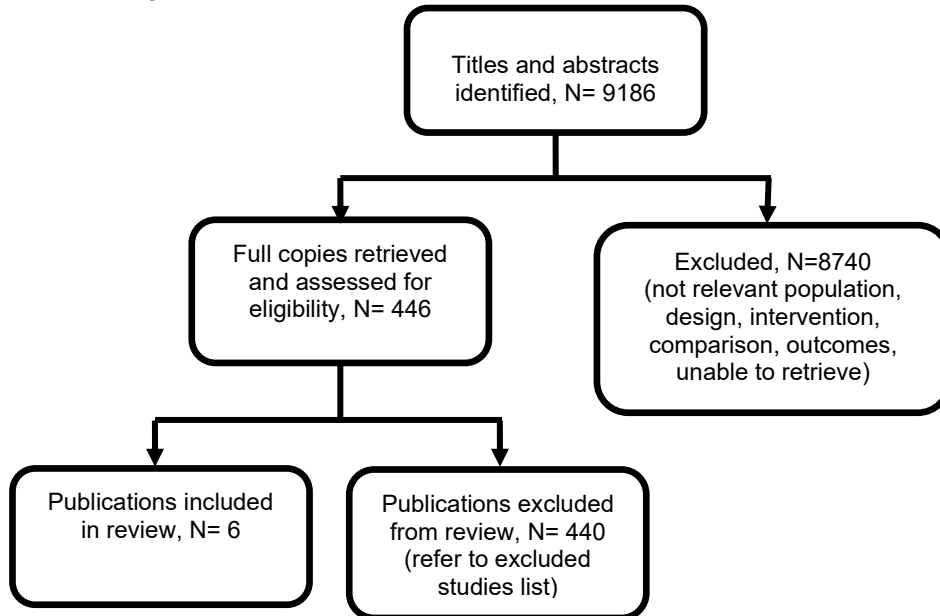 Titles and abstracts
identified, N= 9186
Full copies retrieved
and assessed for
eligibility, N= 446
Excluded, N=8740
(not relevant population,
design, intervention,
comparison, outcomes,
unable to retrieve)
Publications included
in review, N= 6
Publications excluded
from review, N= 440
(refer to excluded
studies list)